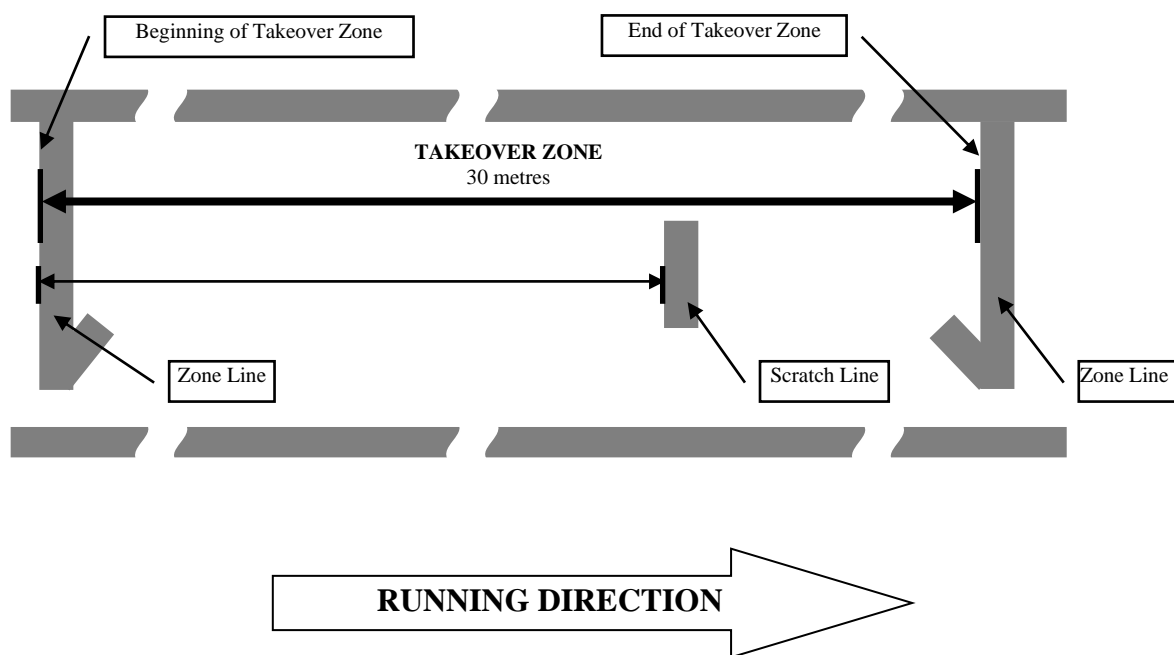 Beginning of Takeover Zone
End of Takeover Zone
TAKEOVER ZONE
30 metres
Zone Line
Scratch Line
Zone Line
RUNNING DIRECTION